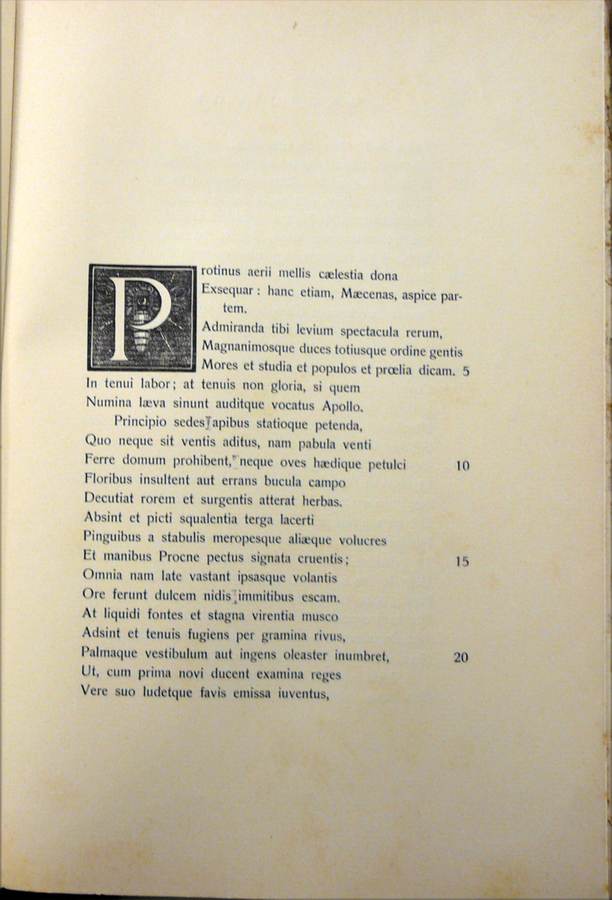 Protinus aerii mellis cælestia dona
Exsequar : hanc etiam, Mæcenas, aspice par-
tem.
Admiranda tibi levium spectacula rerum,
Magnanimosque duces totiusque ordine gentis
Mores et studia et populos et prœlia dicam. 5
In tenui labor; at tenuis non gloria, si quem
Numina læva sinunt auditque vocatus Apollo.
Principio sedes apibus statioque petenda,
Quo neque sit ventis aditus, nam pabula venti
Ferre domum prohibent, neque oves hædique petulci 10
Floribus insultent aut errans bucula campo
Decutiat rorem et surgentis atterat herbas.
Absint et picti squalentia terga lacerti
Pinguibus a stabulis meropesque aliæque volucres
Et manibus Procne pectus signata cruentis; 15
Omnia nam late vastant ipsasque volantis
Ore ferunt dulcem nidis immitibus escam.
At liquidi fontes et stagna virentia musco
Adsint et tenuis fugiens per gramina rivus,
Palmaque vestibulum aut ingens oleaster inumbret, 20
Ut, cum prima novi ducent examina reges
Vere suo ludetque favis emissa iuventus,